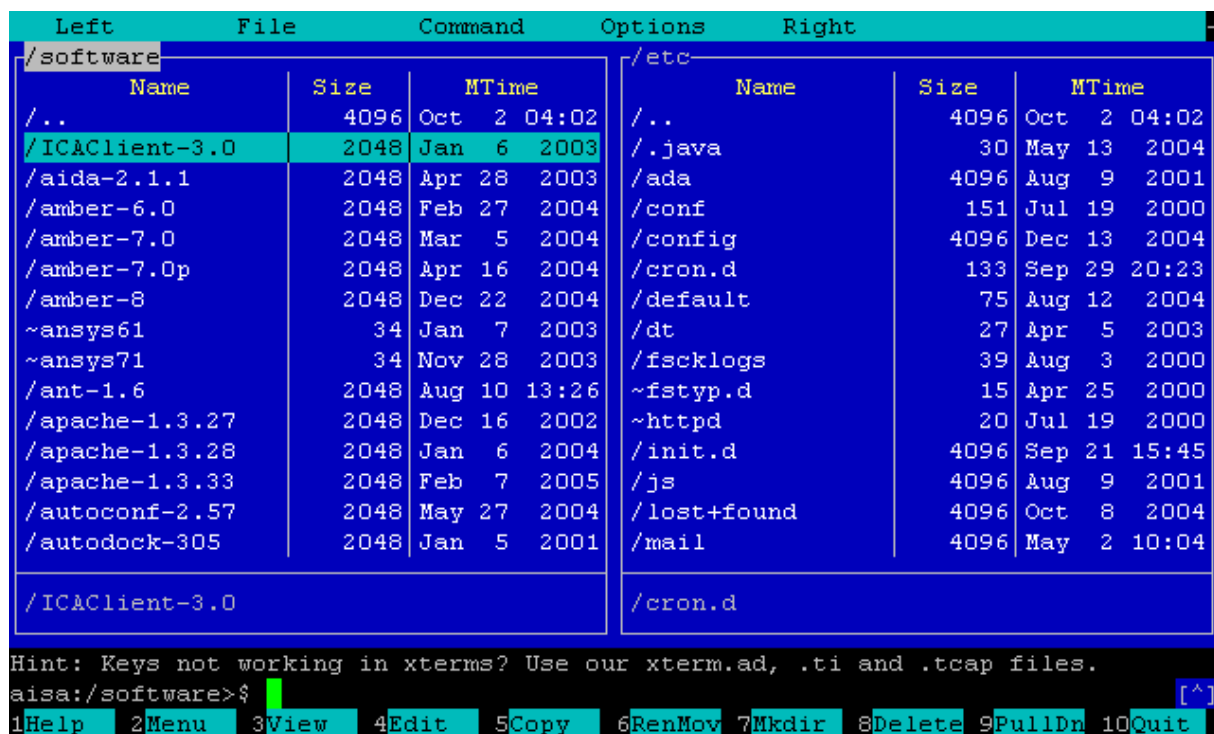 Left File Command Options Right
/software /etc
Name Size MTime Name Size MTime
/.. 4096 Oct 2 04:02 /.. 4096 Oct 2 04:02
/ICAClient-3.0 2048 Jan 6 2003 /.java 30 May 13 2004
/aida-2.1.1 2048 Apr 28 2003 /ada 4096 Aug 9 2001
/amber-6.0 2048 Feb 27 2004 /conf 151 Jul 19 2000
/amber-7.0 2048 Mar 5 2004 /config 4096 Dec 13 2004
/amber-7.0p 2048 Apr 16 2004 /cron.d 133 Sep 29 20:23
/amber-8 2048 Dec 22 2004 /default 75 Aug 12 2004
~ansys61 34 Jan 7 2003 /dt 27 Apr 5 2003
~ansys71 34 Nov 28 2003 /fscklogs 39 Aug 3 2000
/ant-1.6 2048 Aug 10 13:26 ~fstyp.d 15 Apr 25 2000
/apache-1.3.27 2048 Dec 16 2002 ~httpd 20 Jul 19 2000
/apache-1.3.28 2048 Jan 6 2004 /init.d 4096 Sep 21 15:45
/apache-1.3.33 2048 Feb 7 2005 /js 4096 Aug 9 2001
/autoconf-2.57 2048 May 27 2004 /lost+found 4096 Oct 8 2004
/autodock-305 2048 Jan 5 2001 /mail 4096 May 2 10:04
/ICAClient-3.0 /cron.d
Hint: Keys not working in xterms? Use our xterm.ad, .ti and .tcap files.
aisa:/software>$ [^]
1Help 2Menu 3View 4Edit 5Copy 6RenMov 7Mkdir 8Delete 9PullDn 10Quit